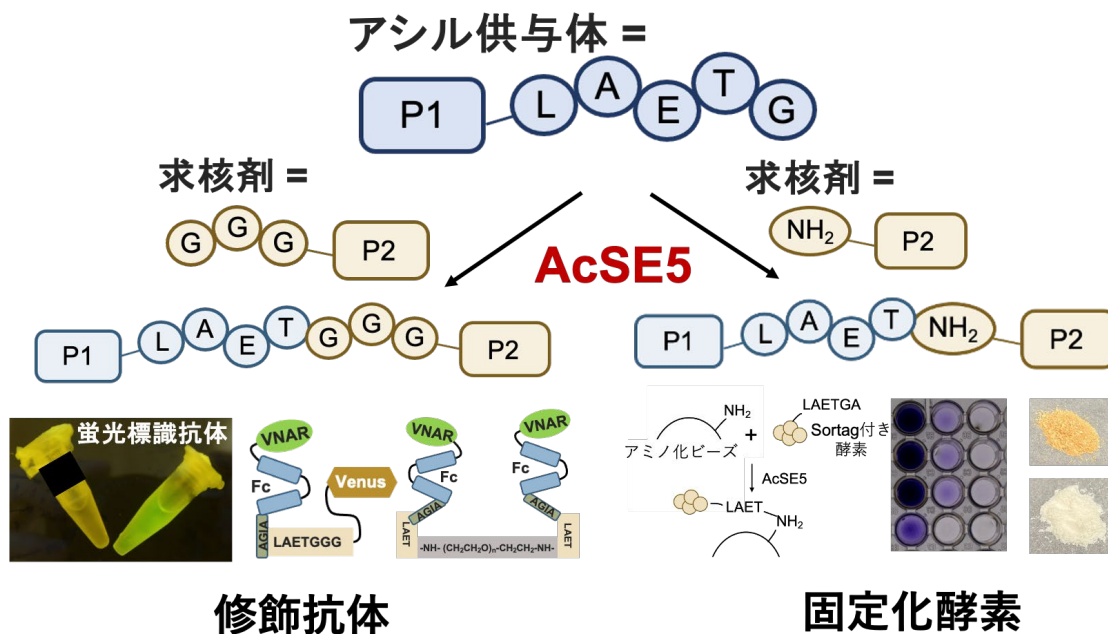 アシル供与体 =
P1 L A E T G
求核剤 =
G G G P2
求核剤 =
NH₂ P2
AcSE5
P1 L A E T G G G P2
P1 L A E T NH₂ P2
蛍光標識抗体
VNAR
Fc
AGIA
LAETGGG
Venus
VNAR
Fc
AGIA
LAET
-NH- (CH₂CH₂O)ₙ-CH₂CH₂-NH-
VNAR
Fc
AGIA
LAET
NH₂
アミノ化ビーズ
+
LAETGA
Sortag付き
酵素
AcSE5
LAET
NH₂
修飾抗体
固定化酵素